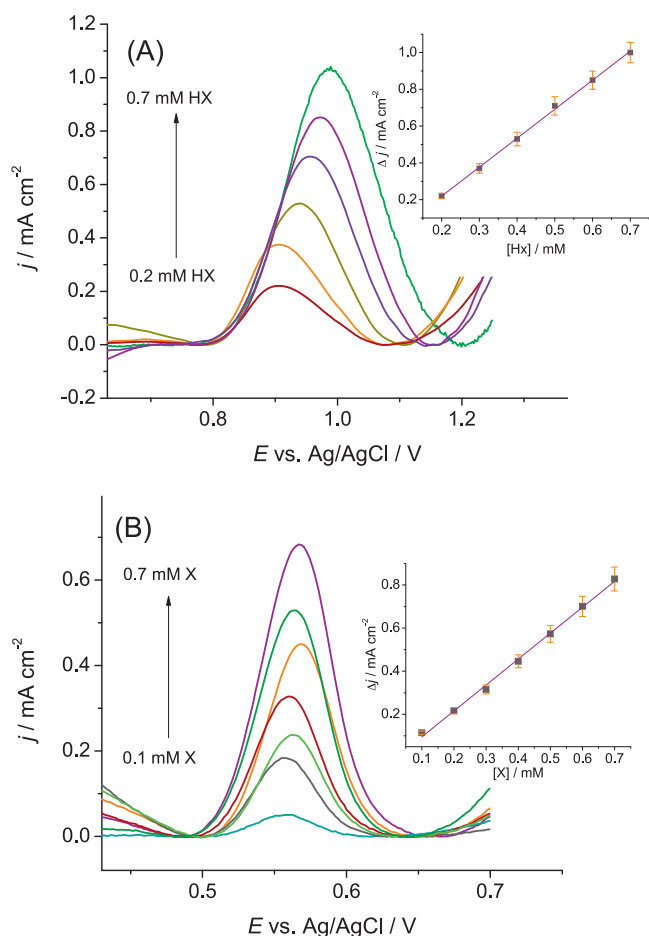 (A)
0.7 mM HX
0.2 mM HX
j / mA cm-2
1.0
0.8
0.6
0.4
0.2
0.0
-0.2
0.8 1.0 1.2
E vs. Ag/AgCl / V
Δ j / mA cm-2
1.0
0.8
0.6
0.4
0.2
0.2 0.3 0.4 0.5 0.6 0.7
[Hx] / mM
(B)
0.7 mM X
0.1 mM X
j / mA cm-2
0.6
0.4
0.2
0.0
0.5 0.6 0.7
E vs. Ag/AgCl / V
Δj / mA cm-2
0.8
0.6
0.4
0.2
0.1 0.2 0.3 0.4 0.5 0.6 0.7
[X] / mM